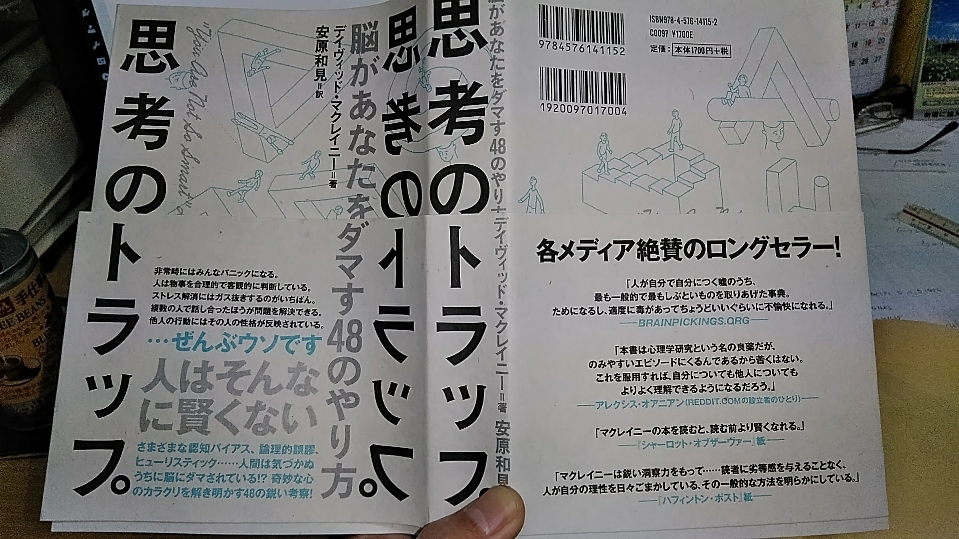 思考のトラップ。
脳があなたをダマす48のやり方
"You Are Not So Smart"
デイヴィッド・マクレイニー=著
安原和見=訳
非常時にはみんなパニックになる。
人は物事を合理的で客観的に判断している。
ストレス解消にはガス抜きするのがいちばん。
複数の人で話し合ったほうが問題を解決できる。
他人の行動にはその人の性格が反映されている。
…ぜんぶウソです
人はそんな
に賢くない
さまざまな認知バイアス、論理的誤謬、
ヒューリスティック……人間は気づかぬ
うちに脳にダマされている!? 奇妙な心
のカラクリを解き明かす48の鋭い考察!
思考のトラップ。
思考のトラップ。
脳があなたをダマす48のやり方
デイヴィッド・マクレイニー=著
安原和見
9784576141152
1920097017004
ISBN978-4-576-14115-2
C0097 ¥1700E
定価:本体1700円+税
各メディア絶賛のロングセラー!
「人が自分で自分につく嘘のうち、
最も一般的で最もしぶといものを取りあげた事典。
ためになるし、適度に毒があってちょうどいいぐらいに不愉快になれる。」
——BRAINPICKINGS.ORG——
「本書は心理学研究という名の良薬だが、
のみやすいエピソードにくるんであるから苦くはない。
これを服用すれば、自分についても他人についても
よりよく理解できるようになるだろう。」
——アレクシス・オアニアン(REDDIT.COMの設立者のひとり)——
「マクレイニーの本を読むと、読む前より賢くなれる。」
——『シャーロット・オブザーヴァー』紙——
「マクレイニーは鋭い洞察力をもって……読者に劣等感を与えることなく、
人が自分の理性を日々ごまかしている、その一般的な方法を明らかにしている。」
——『ハフィントン・ポスト』紙——